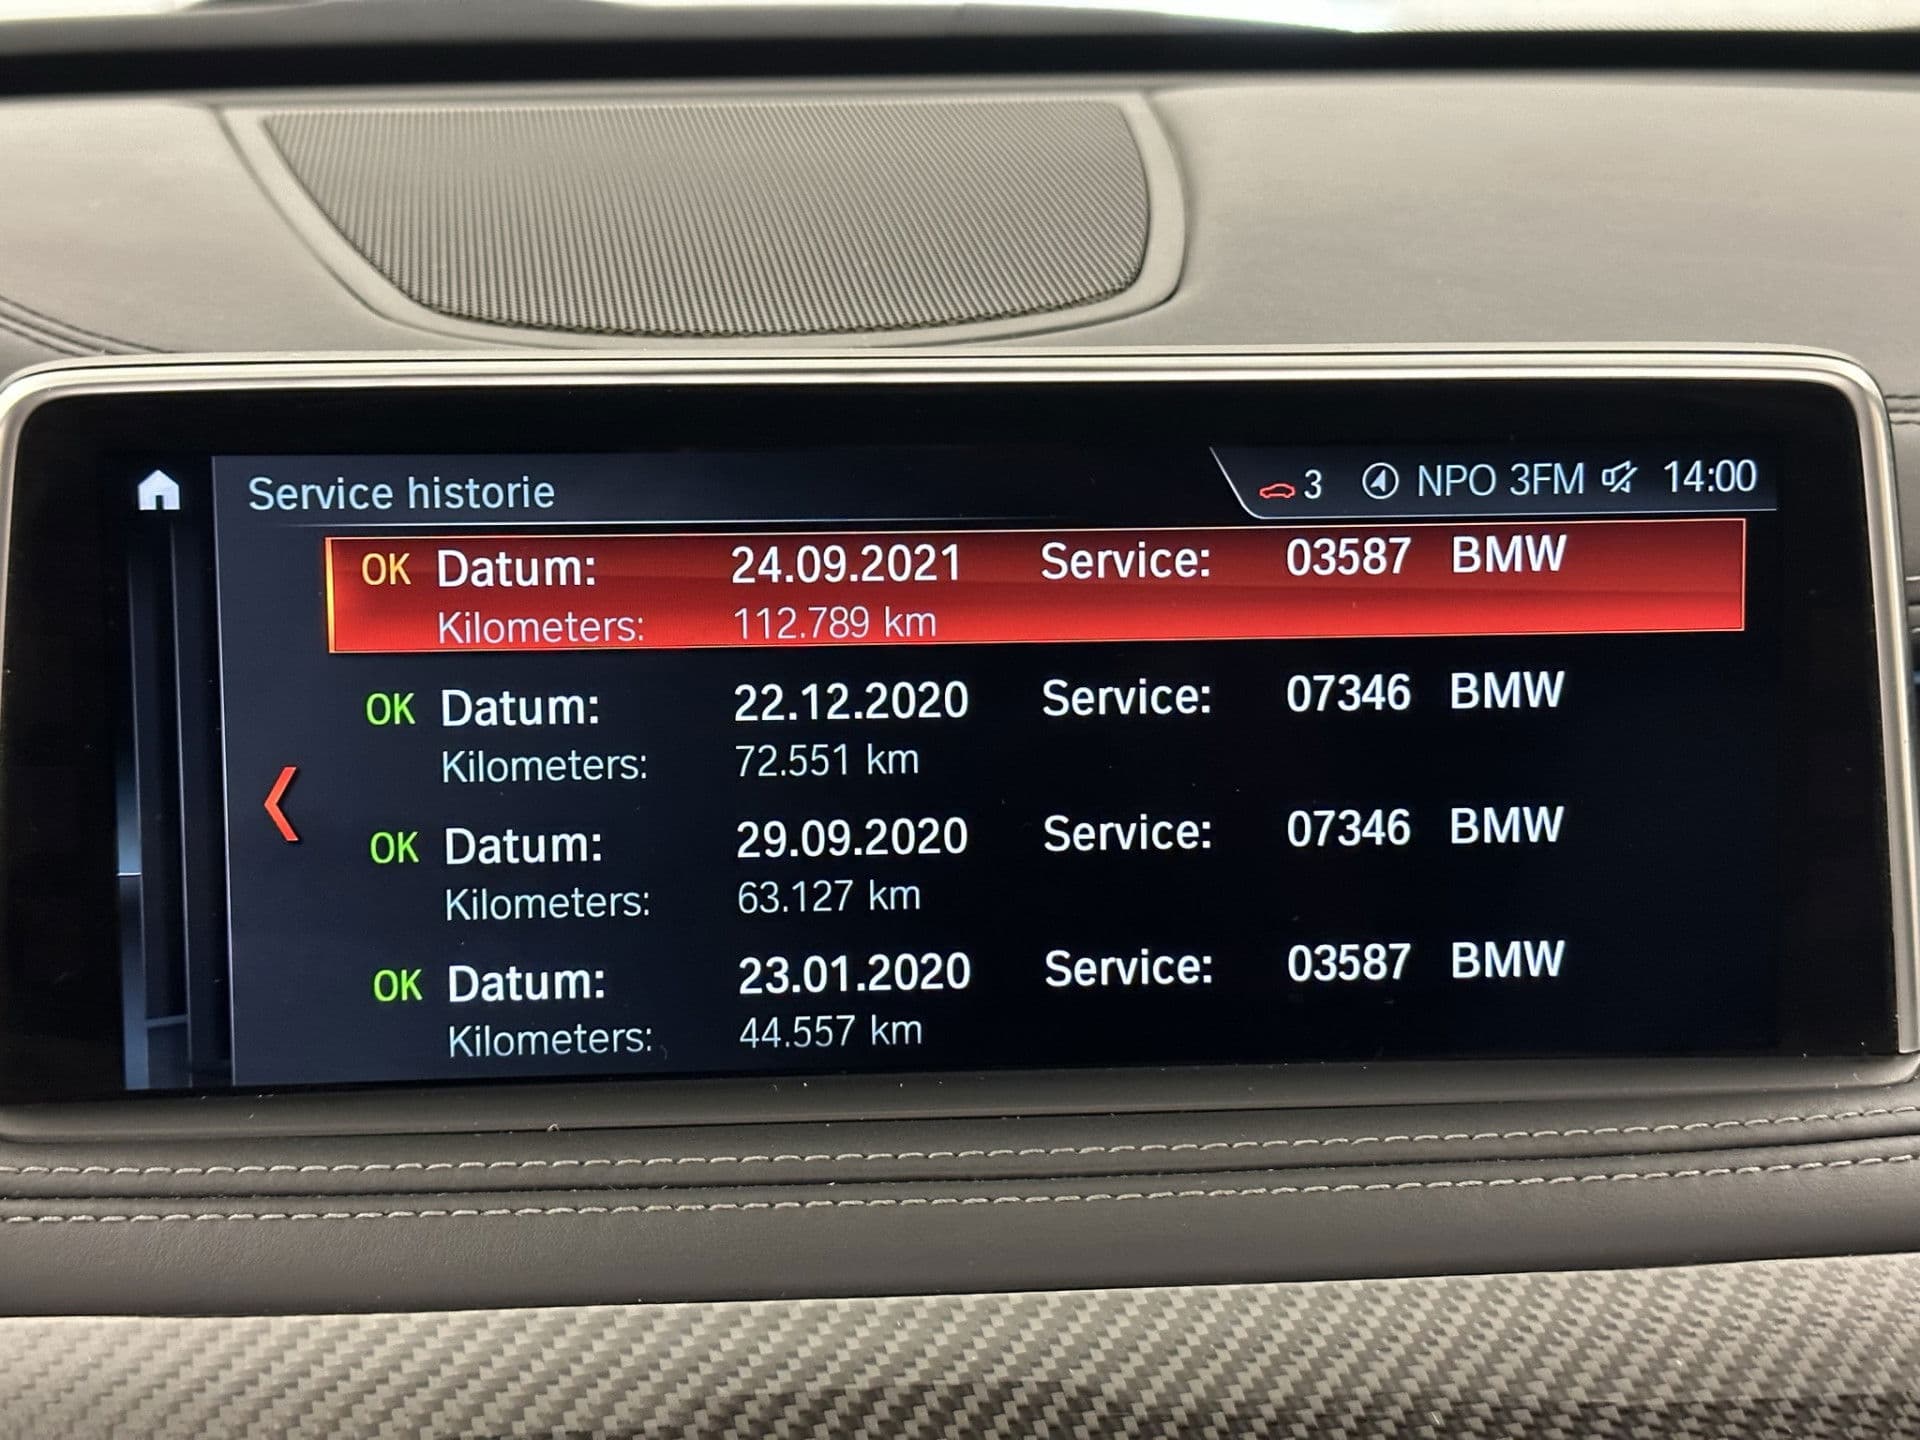 Service historie 3 NPO 3FM 14:00
OK Datum: 24.09.2021 Service: 03587 BMW
Kilometers: 112.789 km
OK Datum: 22.12.2020 Service: 07346 BMW
Kilometers: 72.551 km
OK Datum: 29.09.2020 Service: 07346 BMW
Kilometers: 63.127 km
OK Datum: 23.01.2020 Service: 03587 BMW
Kilometers: 44.557 km